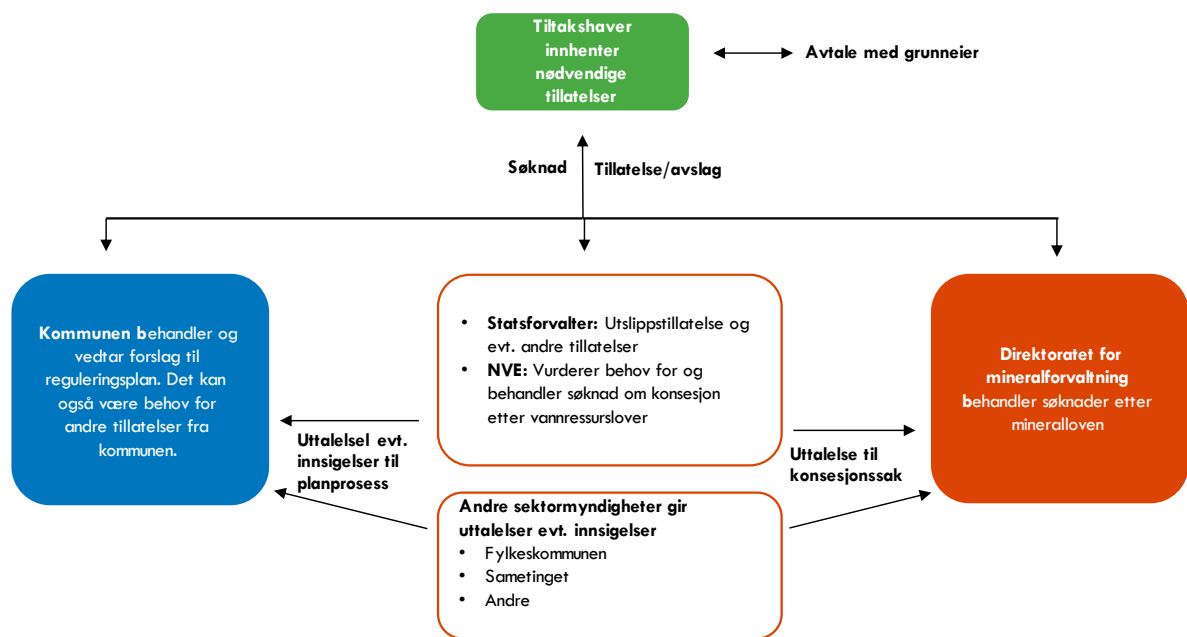 Tiltakshaver
innhenter
nødvendige
tillatelser
Avtale med grunneier
Søknad
Tillatelse/avslag
Kommunen behandler og
vedtar forslag til
reguleringsplan. Det kan
også være behov for
andre tillatelser fra
kommunen.
• Statsforvalter: Utslippstillatelse og
evt. andre tillatelser
• NVE: Vurderer behov for og
behandler søknad om konsesjon
etter vannressurslover
Direktoratet for
mineralforvaltning
behandler søknader etter
mineralloven
Uttalelsel evt.
innsigelser til
planprosess
Uttalelse til
konsesjonssak
Andre sektormyndigheter gir
uttalelser evt. innsigelser
• Fylkeskommunen
• Sametinget
• Andre